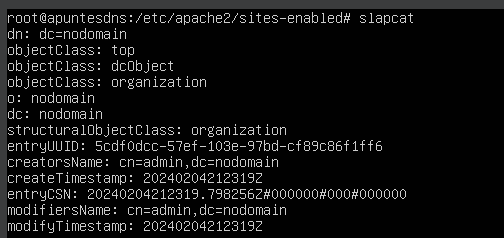 root@apuntesdns:/etc/apache2/sites-enabled# slapcat
dn: dc=nodomain
objectClass: top
objectClass: dcObject
objectClass: organization
o: nodomain
dc: nodomain
structuralObjectClass: organization
entryUUID: 5cdf0dcc-57ef-103e-97bd-cf89c86f1ff6
creatorsName: cn=admin,dc=nodomain
createTimestamp: 20240204212319Z
entryCSN: 20240204212319.798256Z#000000#000#000000
modifiersName: cn=admin,dc=nodomain
modifyTimestamp: 20240204212319Z